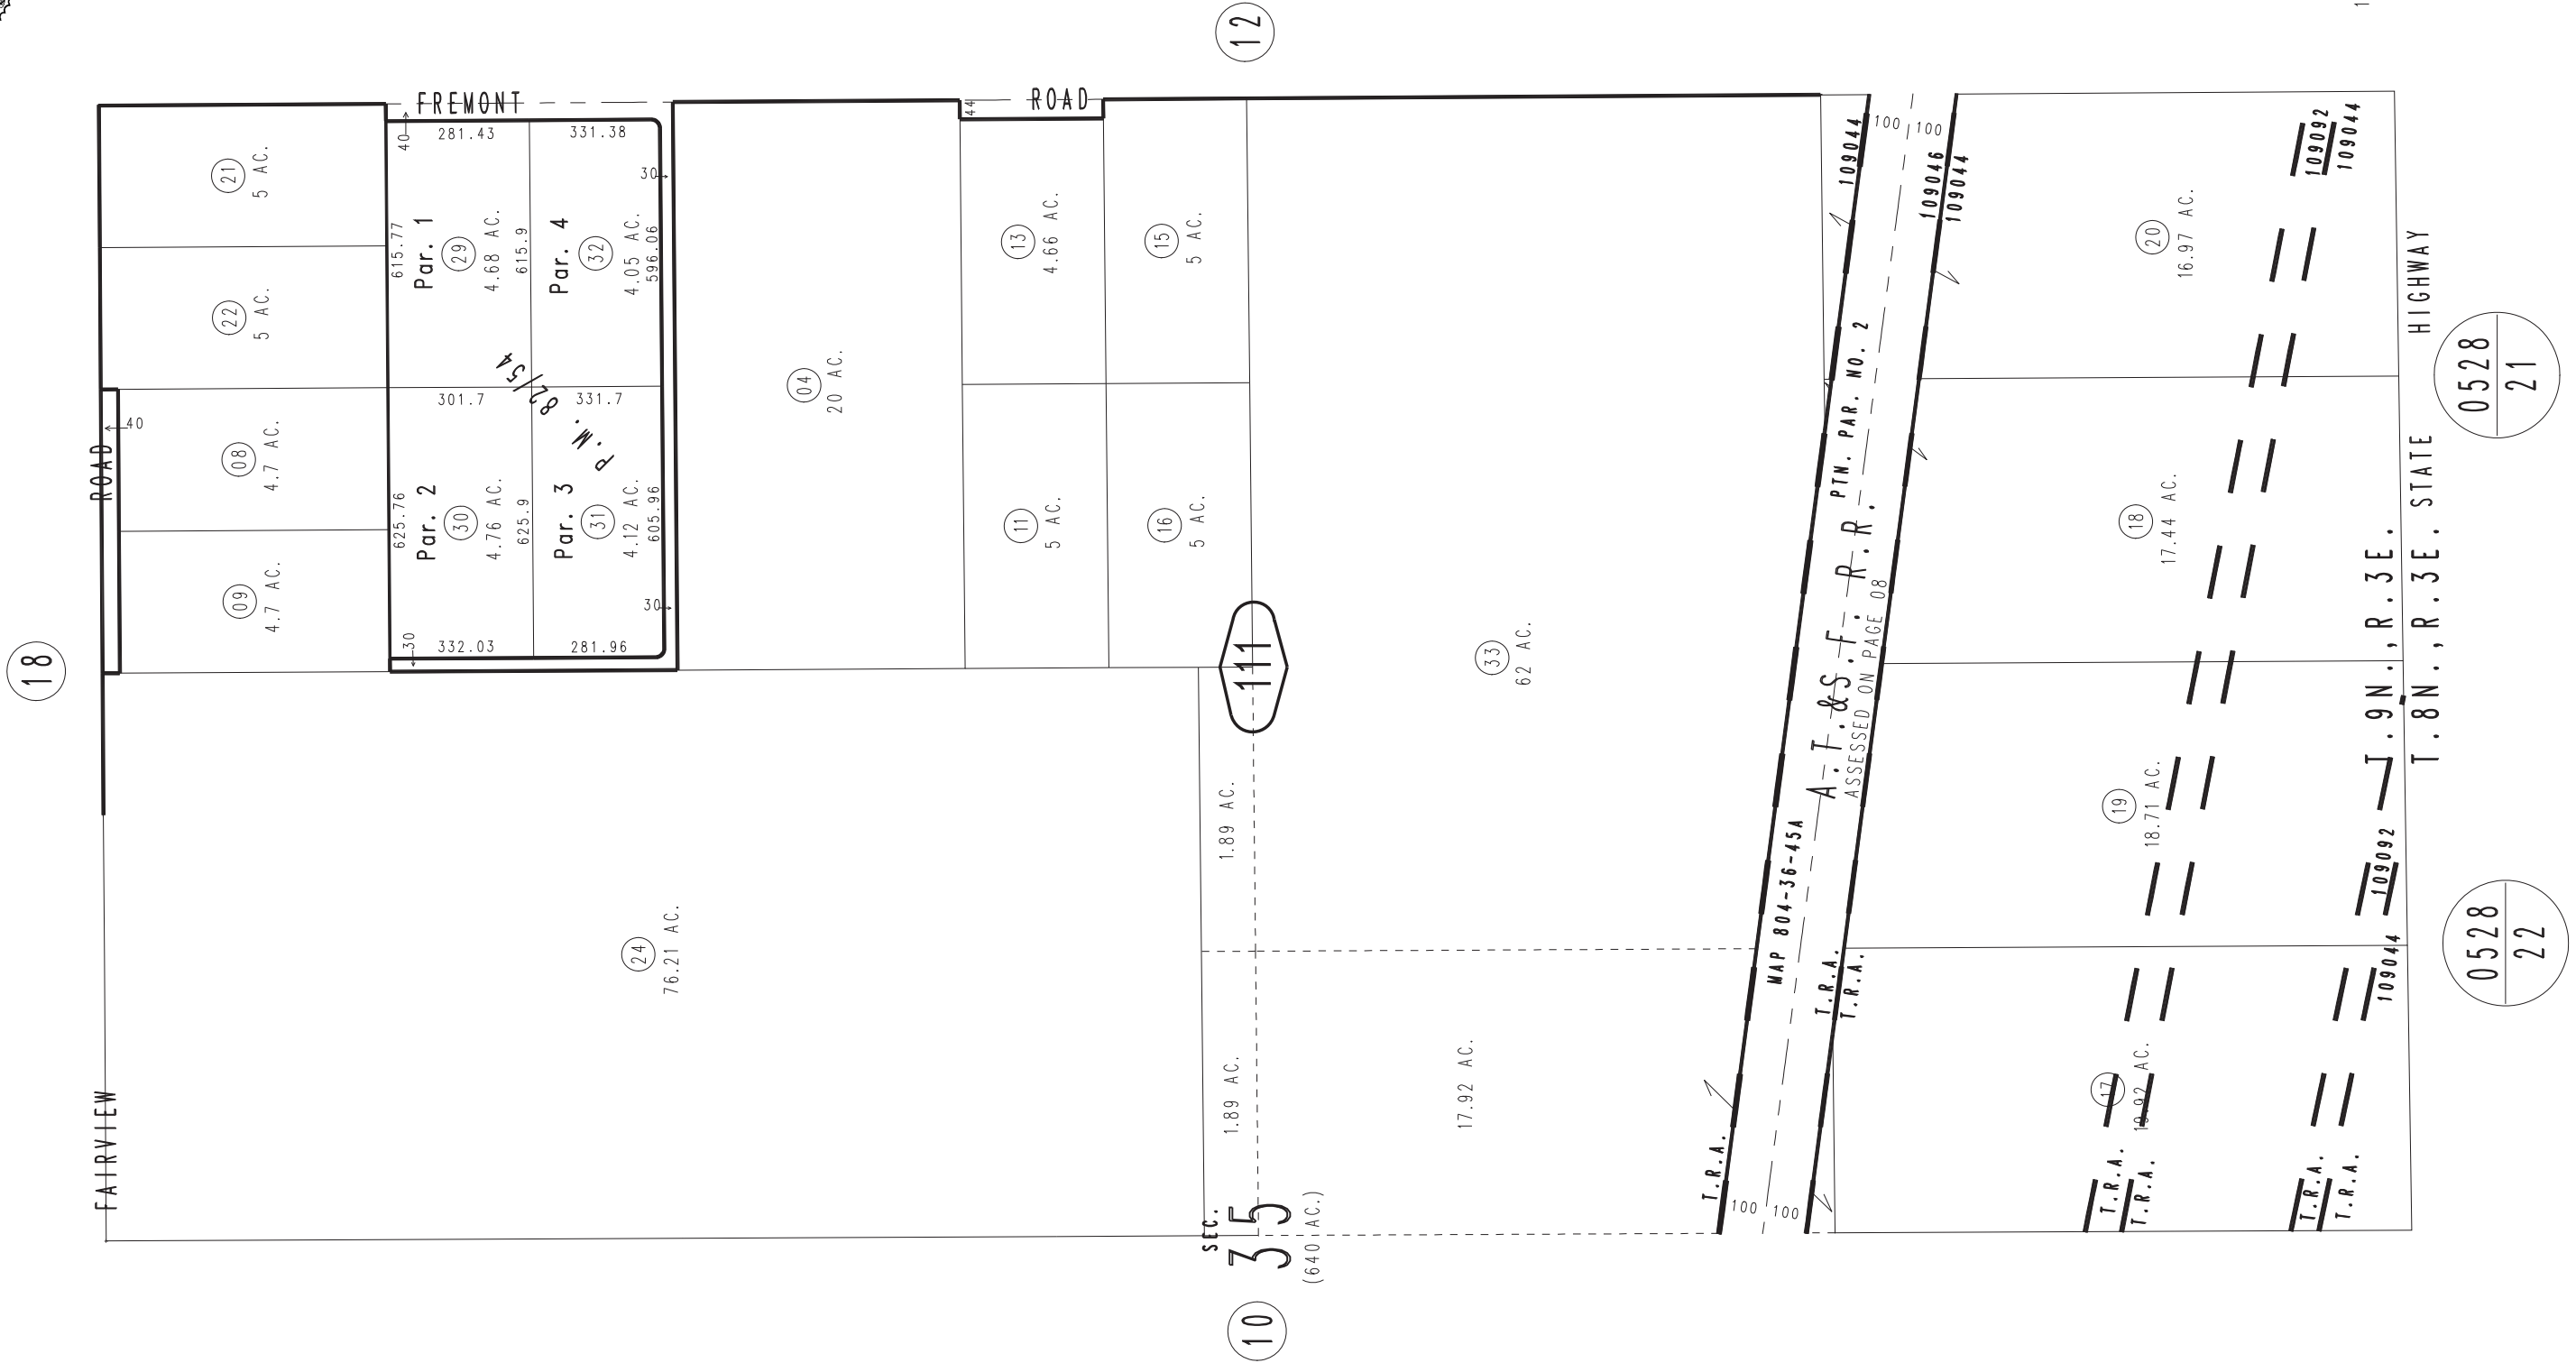 18
FAIRVIEW
ROAD
40
21
5 AC.
22
5 AC.
08
4.7 AC.
09
4.7 AC.
FREMONT
ROAD
12
40
281.43
331.38
30
615.77
Par. 1
29
4.68 AC.
615.9
Par. 4
32
4.05 AC.
596.06
P.M. 82/54
301.7
331.7
625.76
Par. 2
30
4.76 AC.
625.9
Par. 3
31
4.12 AC.
605.96
30
30
332.03
281.96
04
20 AC.
44
13
4.66 AC.
15
5 AC.
11
5 AC.
16
5 AC.
111
24
76.21 AC.
1.89 AC.
1.89 AC.
33
62 AC.
17.92 AC.
SEC.
35
(640 AC.)
10
109044
100
100
109046
109044
PTN. PAR. NO. 2
A.T.&S.F. R.R.
ASSESSED ON PAGE 08
MAP 804-36-45A
T.R.A.
T.R.A.
T.R.A.
100
100
20
16.97 AC.
18
17.44 AC.
19
18.71 AC.
17
19.92 AC.
109092
109044
109092
109044
T.R.A.
T.R.A.
T.R.A.
T.R.A.
T.9N.,R.3E.
T.8N.,R.3E.
STATE
HIGHWAY
0528
21
0528
22
1